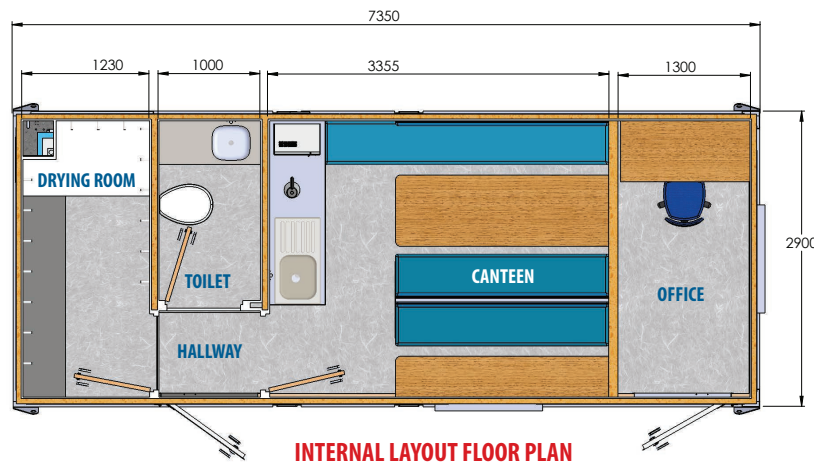 7350
1230
1000
3355
1300
DRYING ROOM
2900
TOILET
CANTEEN
OFFICE
HALLWAY
INTERNAL LAYOUT FLOOR PLAN